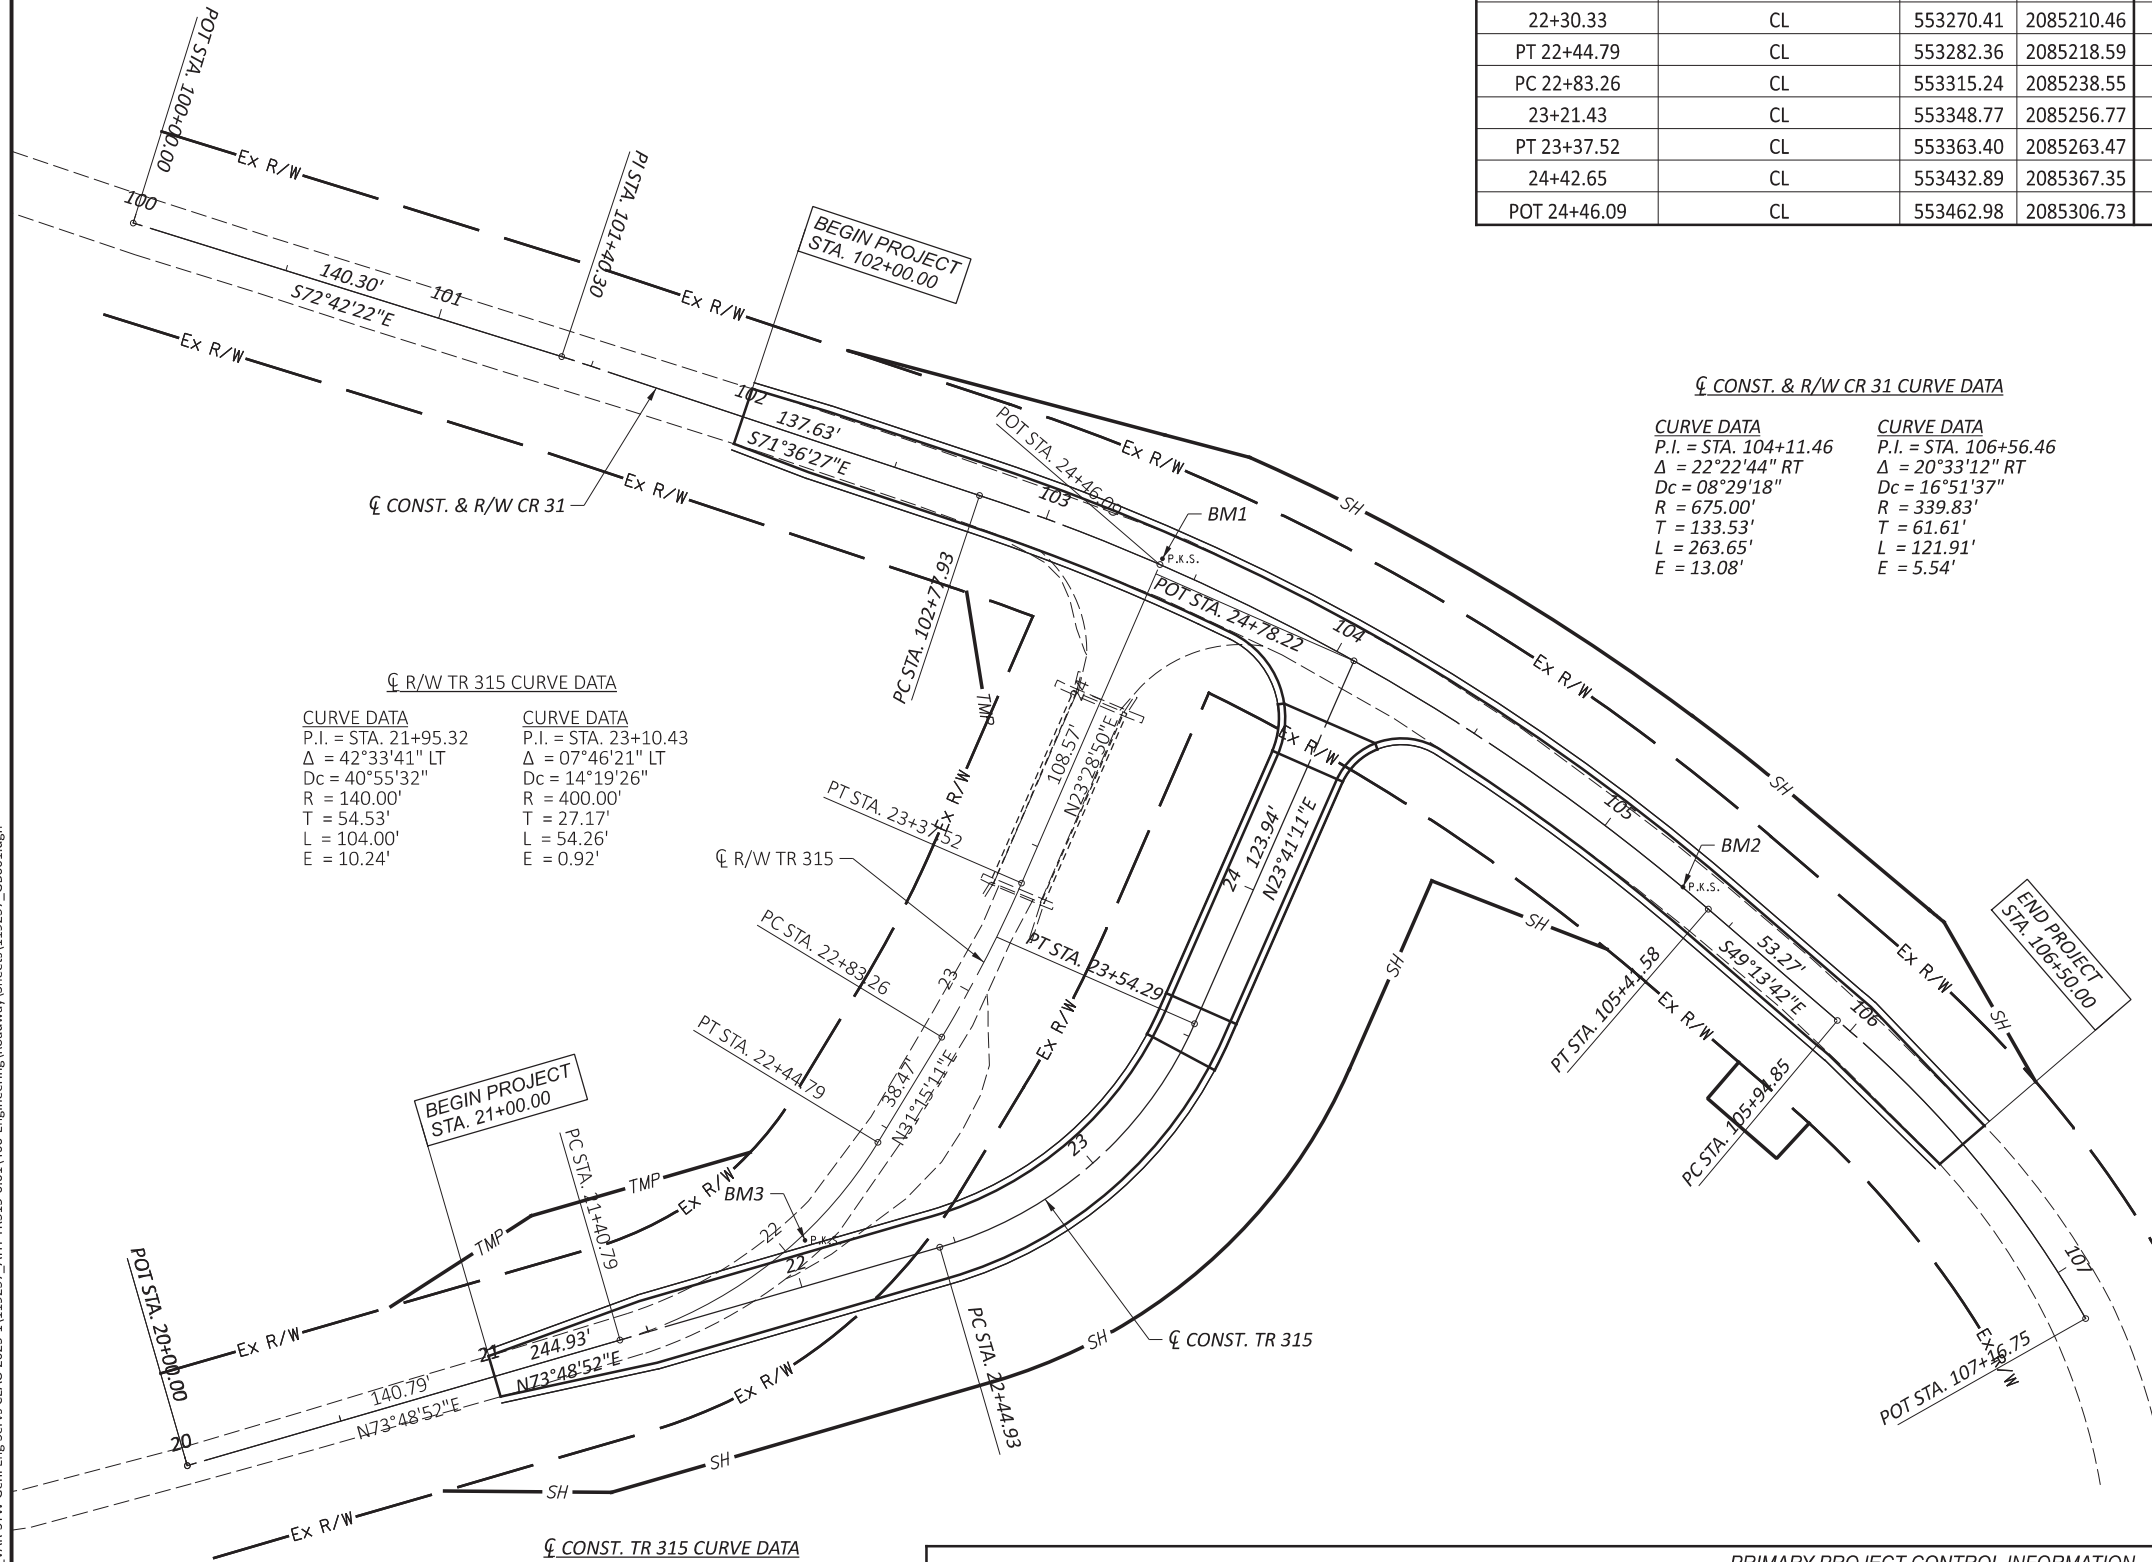 22+30.33 CL 553270.41 2085210.46
PT 22+44.79 CL 553282.36 2085218.59
PC 22+83.26 CL 553315.24 2085238.55
23+21.43 CL 553348.77 2085256.77
PT 23+37.52 CL 553363.40 2085263.47
24+42.65 CL 553432.89 2085367.35
POT 24+46.09 CL 553462.98 2085306.73
POT STA. 100+00.00
100
Ex R/W
140.30'
S72°42'22"E
101
PI STA. 101+40.30
Ex R/W
BEGIN PROJECT
STA. 102+00.00
Ex R/W
102
137.63'
S71°36'27"E
℄ CONST. & R/W CR 31
Ex R/W
POT STA. 24+46.09
103
Ex R/W
BM1
P.K.S.
SH
PC STA. 102+77.93
POT STA. 24+78.22
104
Ex R/W
℄ CONST. & R/W CR 31 CURVE DATA
CURVE DATA
P.I. = STA. 104+11.46
Δ = 22°22'44" RT
Dc = 08°29'18"
R = 675.00'
T = 133.53'
L = 263.65'
E = 13.08'
CURVE DATA
P.I. = STA. 106+56.46
Δ = 20°33'12" RT
Dc = 16°51'37"
R = 339.83'
T = 61.61'
L = 121.91'
E = 5.54'
℄ R/W TR 315 CURVE DATA
CURVE DATA
P.I. = STA. 21+95.32
Δ = 42°33'41" LT
Dc = 40°55'32"
R = 140.00'
T = 54.53'
L = 104.00'
E = 10.24'
CURVE DATA
P.I. = STA. 23+10.43
Δ = 07°46'21" LT
Dc = 14°19'26"
R = 400.00'
T = 27.17'
L = 54.26'
E = 0.92'
TMP
24
108.57'
N23°28'50"E
Ex R/W
Ex R/W
PT STA. 23+37.52
℄ R/W TR 315
24
123.94'
N23°41'11"E
SH
105
BM2
P.K.S.
PC STA. 22+83.26
23
PT STA. 23+54.29
SH
SH
PT STA. 105+41.58
53.27'
S49°13'42"E
106
Ex R/W
Ex R/W
SH
END PROJECT
STA. 106+50.00
PT STA. 22+44.79
38.47'
N31°15'11"E
Ex R/W
PC STA. 105+94.85
BEGIN PROJECT
STA. 21+00.00
PC STA. 21+40.79
TMP
TMP
Ex R/W
BM3
P.K.S.
22
22
23
℄ CONST. TR 315
SH
PC STA. 22+44.93
107
Ex R/W
POT STA. 107+16.75
POT STA. 20+00.00
Ex R/W
21
244.93'
N73°48'52"E
140.79'
N73°48'52"E
20
Ex R/W
SH
SH
Ex R/W
℄ CONST. TR 315 CURVE DATA
PRIMARY PROJECT CONTROL INFORMATION